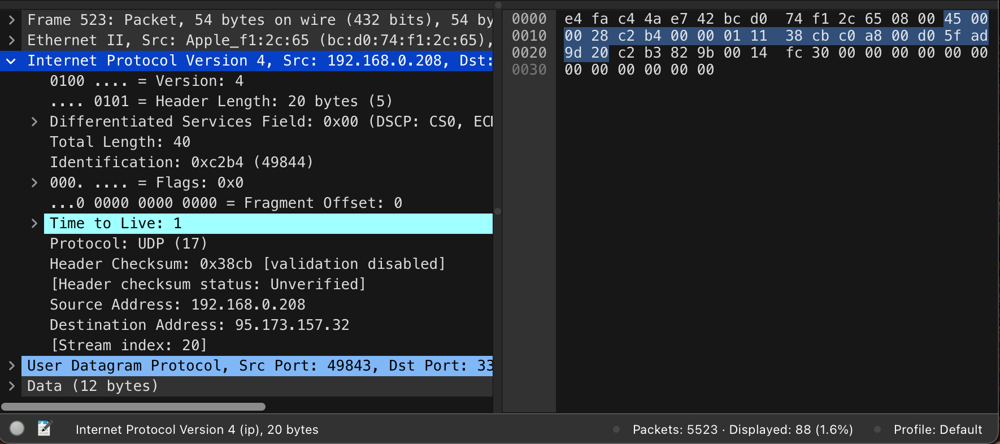 Frame 523: Packet, 54 bytes on wire (432 bits), 54 by
Ethernet II, Src: Apple_f1:2c:65 (bc:d0:74:f1:2c:65),
Internet Protocol Version 4, Src: 192.168.0.208, Dst:
0100 .... = Version: 4
.... 0101 = Header Length: 20 bytes (5)
Differentiated Services Field: 0x00 (DSCP: CS0, EC
Total Length: 40
Identification: 0xc2b4 (49844)
000. .... = Flags: 0x0
...0 0000 0000 0000 = Fragment Offset: 0
Time to Live: 1
Protocol: UDP (17)
Header Checksum: 0x38cb [validation disabled]
[Header checksum status: Unverified]
Source Address: 192.168.0.208
Destination Address: 95.173.157.32
[Stream index: 20]
User Datagram Protocol, Src Port: 49843, Dst Port: 33
Data (12 bytes)
0000 e4 fa c4 4a e7 42 bc d0 74 f1 2c 65 08 00 45 00
0010 00 28 c2 b4 00 00 01 11 38 cb c0 a8 00 d0 5f ad
0020 9d 20 c2 b3 82 9b 00 14 fc 30 00 00 00 00 00 00
0030 00 00 00 00 00 00
Internet Protocol Version 4 (ip), 20 bytes
Packets: 5523 · Displayed: 88 (1.6%)
Profile: Default